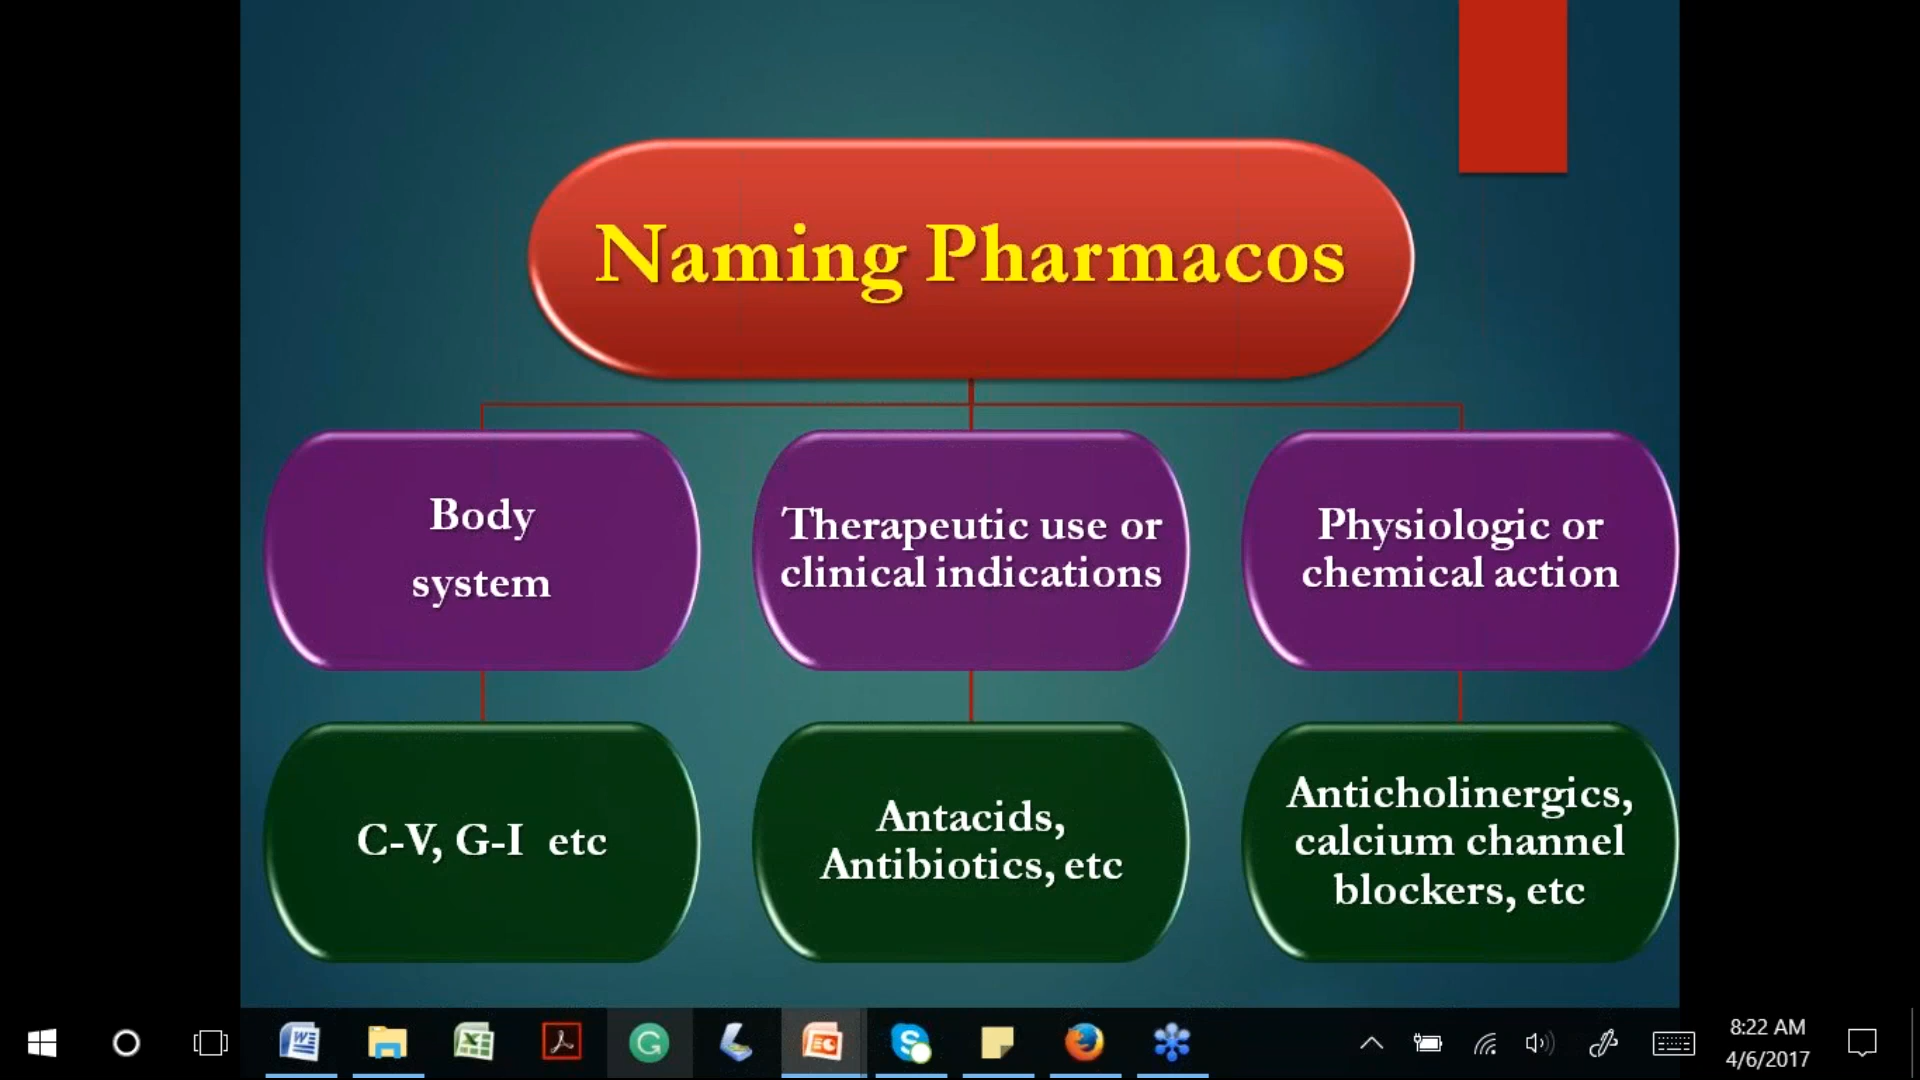 Naming Pharmacos
Body
system
Therapeutic use or
clinical indications
Physiologic or
chemical action
C-V, G-I etc
Antacids,
Antibiotics, etc
Anticholinergics,
calcium channel
blockers, etc
8:22 AM
4/6/2017